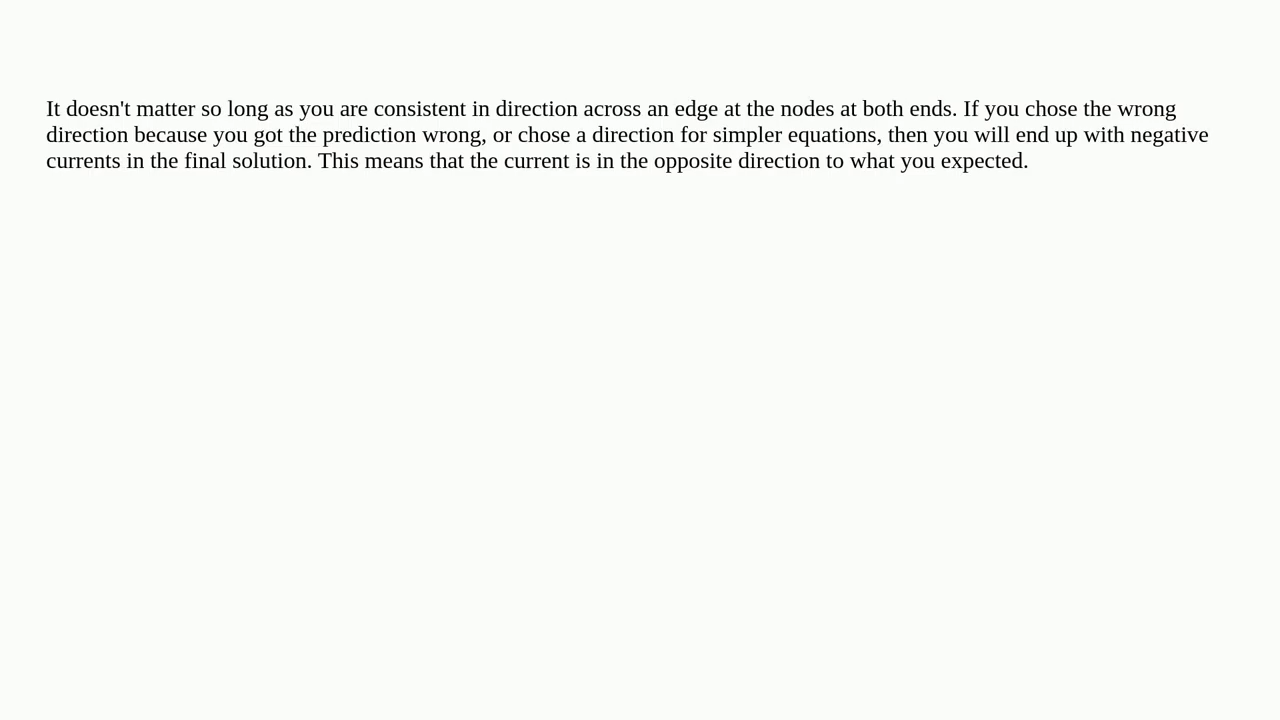 It doesn't matter so long as you are consistent in direction across an edge at the nodes at both ends. If you chose the wrong
direction because you got the prediction wrong, or chose a direction for simpler equations, then you will end up with negative
currents in the final solution. This means that the current is in the opposite direction to what you expected.